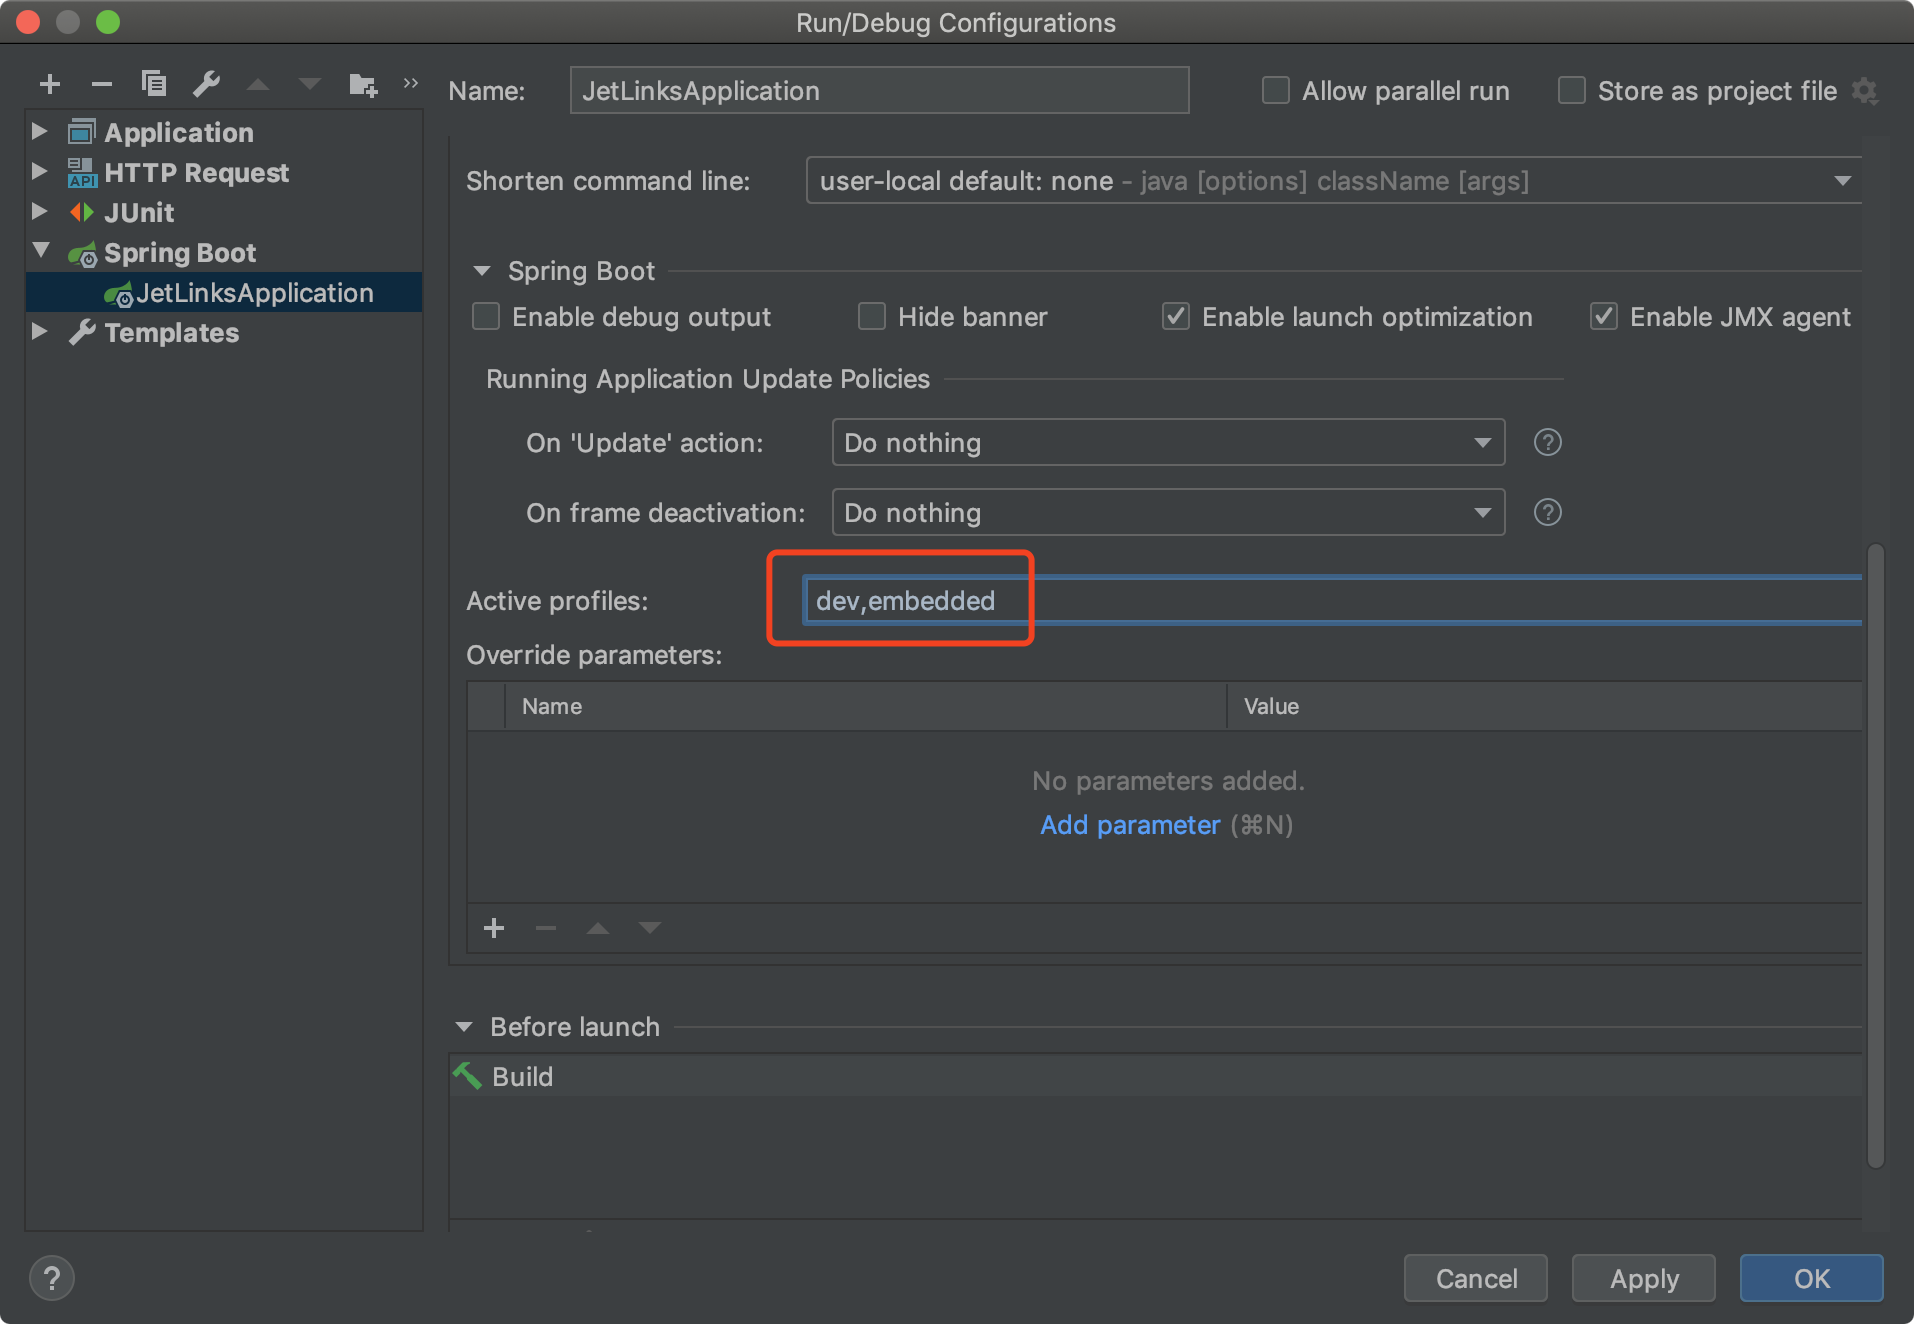 Run/Debug Configurations
Name: JetLinksApplication Allow parallel run Store as project file
Application
API HTTP Request
JUnit
Spring Boot
JetLinksApplication
Templates
Shorten command line: user-local default: none - java [options] className [args]
Spring Boot
Enable debug output Hide banner Enable launch optimization Enable JMX agent
Running Application Update Policies
On 'Update' action: Do nothing ?
On frame deactivation: Do nothing ?
Active profiles: dev,embedded
Override parameters:
Name Value
No parameters added.
Add parameter (⌘N)
Before launch
Build
? Cancel Apply OK